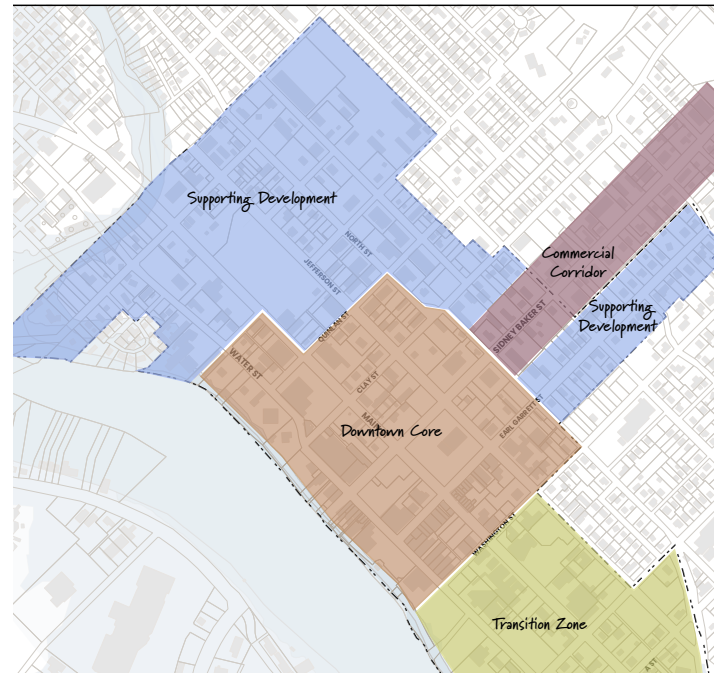 Supporting Development
NORTH ST
JEFFERSON ST
Commercial
Corridor
Supporting
Development
SIDNEY BAKER ST
QUINLAN ST
WATER ST
CLAY ST
EARL GARRETT ST
MAIN
Downtown Core
WASHINGTON ST
Transition Zone
A ST